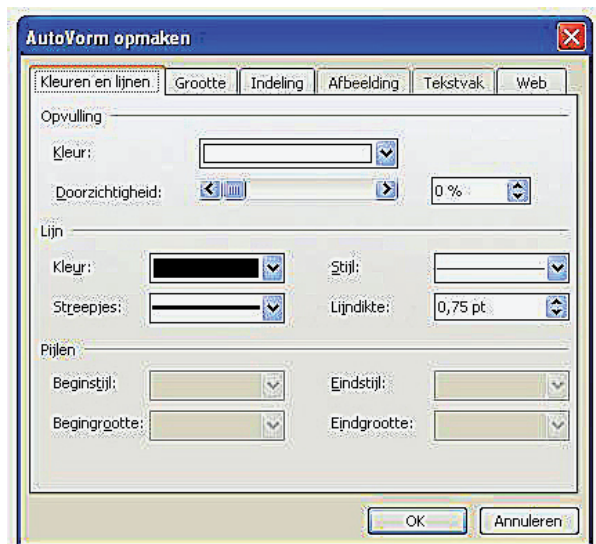 AutoVorm opmaken
Kleuren en lijnen Grootte Indeling Afbeelding Tekstvak Web
Opvulling
Kleur:
Doorzichtigheid: 0 %
Lijn
Kleur: Stijl:
Streepjes: Lijndikte: 0,75 pt
Pijlen
Beginstijl: Eindstijl:
Begingrootte: Eindgrootte:
OK Annuleren